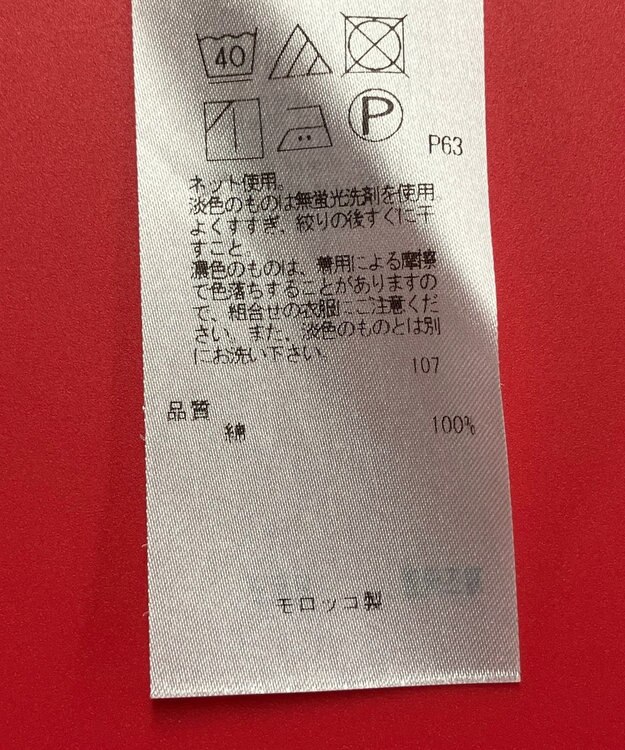 40
P
P63
ネット使用。
淡色のものは無蛍光洗剤を使用
よくすすぎ、絞りの後すぐに干
すこと
濃色のものは、着用による摩擦
で色落ちすることがありますの
で、組合せの衣服にご注意くだ
さい。また、淡色のものとは別
にお洗い下さい。
107
品質
綿 100%
モロッコ製